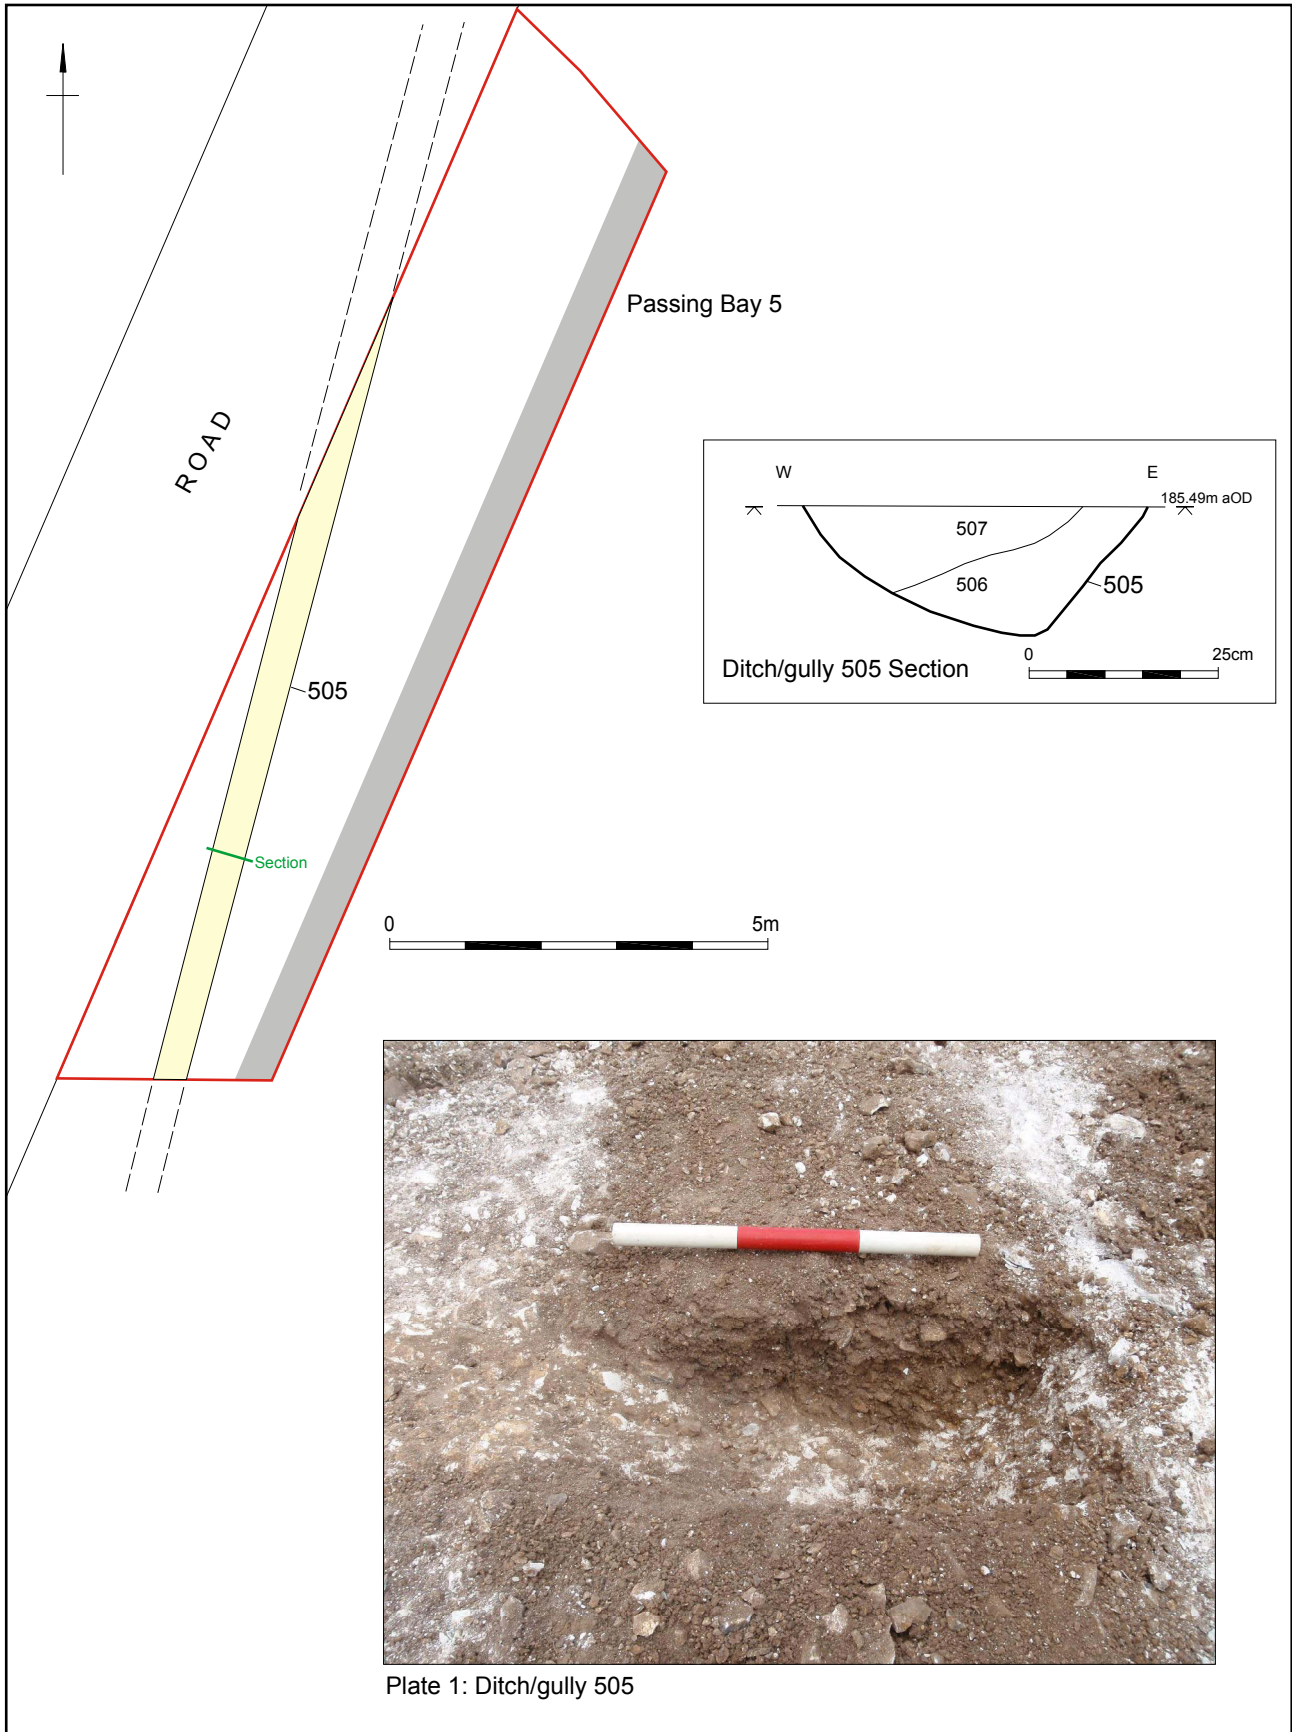 Passing Bay 5
ROAD
505
Section
W
E
185.49m aOD
507
506
505
Ditch/gully 505 Section
0
25cm
0
5m
Plate 1: Ditch/gully 505